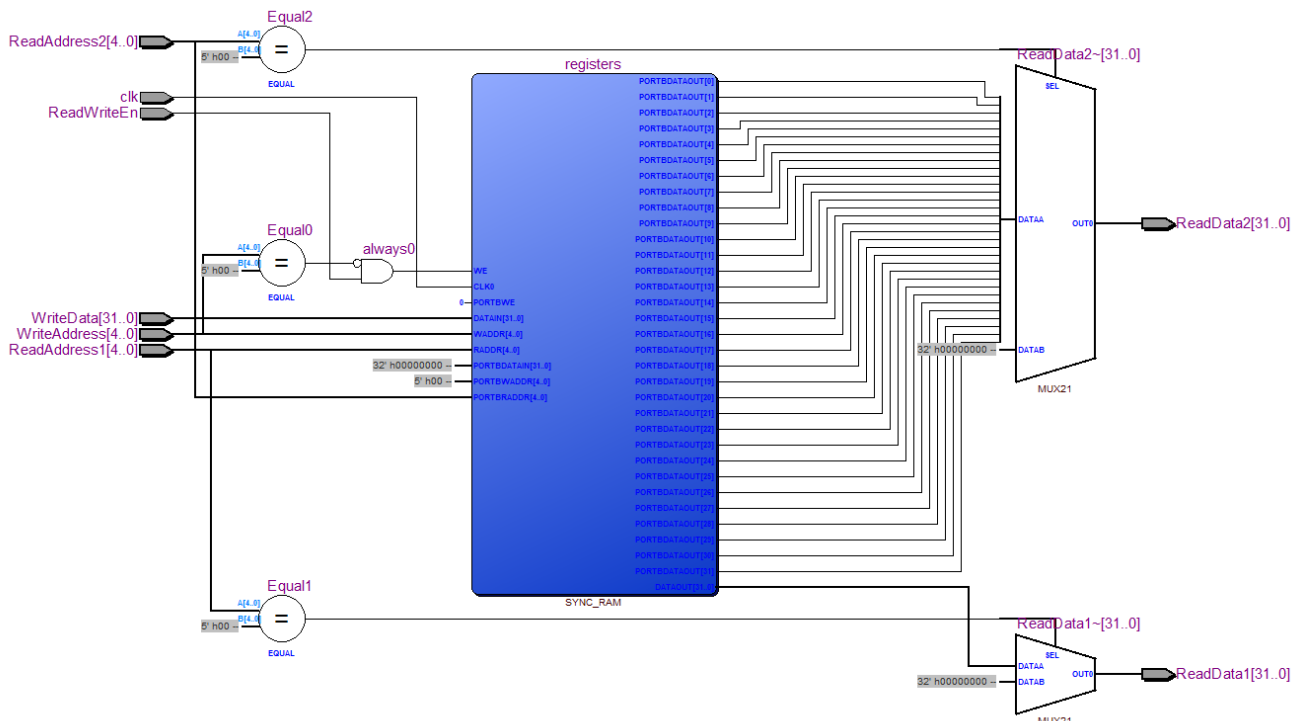 Equal2
ReadAddress2[4..0]
A[4..0]
B[4..0]
5' h00 --
=
EQUAL
ReadData2~[31..0]
SEL
DATAA
OUT0
ReadData2[31..0]
32' h00000000 --
DATAB
MUX21
clk
ReadWriteEn
registers
PORTBDATAOUT[0]
PORTBDATAOUT[1]
PORTBDATAOUT[2]
PORTBDATAOUT[3]
PORTBDATAOUT[4]
PORTBDATAOUT[5]
PORTBDATAOUT[6]
PORTBDATAOUT[7]
PORTBDATAOUT[8]
PORTBDATAOUT[9]
PORTBDATAOUT[10]
PORTBDATAOUT[11]
PORTBDATAOUT[12]
PORTBDATAOUT[13]
PORTBDATAOUT[14]
PORTBDATAOUT[15]
PORTBDATAOUT[16]
PORTBDATAOUT[17]
PORTBDATAOUT[18]
PORTBDATAOUT[19]
PORTBDATAOUT[20]
PORTBDATAOUT[21]
PORTBDATAOUT[22]
PORTBDATAOUT[23]
PORTBDATAOUT[24]
PORTBDATAOUT[25]
PORTBDATAOUT[26]
PORTBDATAOUT[27]
PORTBDATAOUT[28]
PORTBDATAOUT[29]
PORTBDATAOUT[30]
PORTBDATAOUT[31]
DATAOUT[31..0]
Equal0
A[4..0]
B[4..0]
5' h00 --
=
EQUAL
always0
WE
CLK0
0
PORTBWE
WriteData[31..0]
DATAIN[31..0]
WriteAddress[4..0]
WADDR[4..0]
ReadAddress1[4..0]
RADDR[4..0]
32' h00000000 --
PORTBDATAIN[31..0]
5' h00 --
PORTBWADDR[4..0]
PORTBRADDR[4..0]
SYNC_RAM
Equal1
A[4..0]
B[4..0]
5' h00 --
=
EQUAL
ReadData1~[31..0]
SEL
DATAA
32' h00000000 --
DATAB
OUT0
ReadData1[31..0]
MUX21